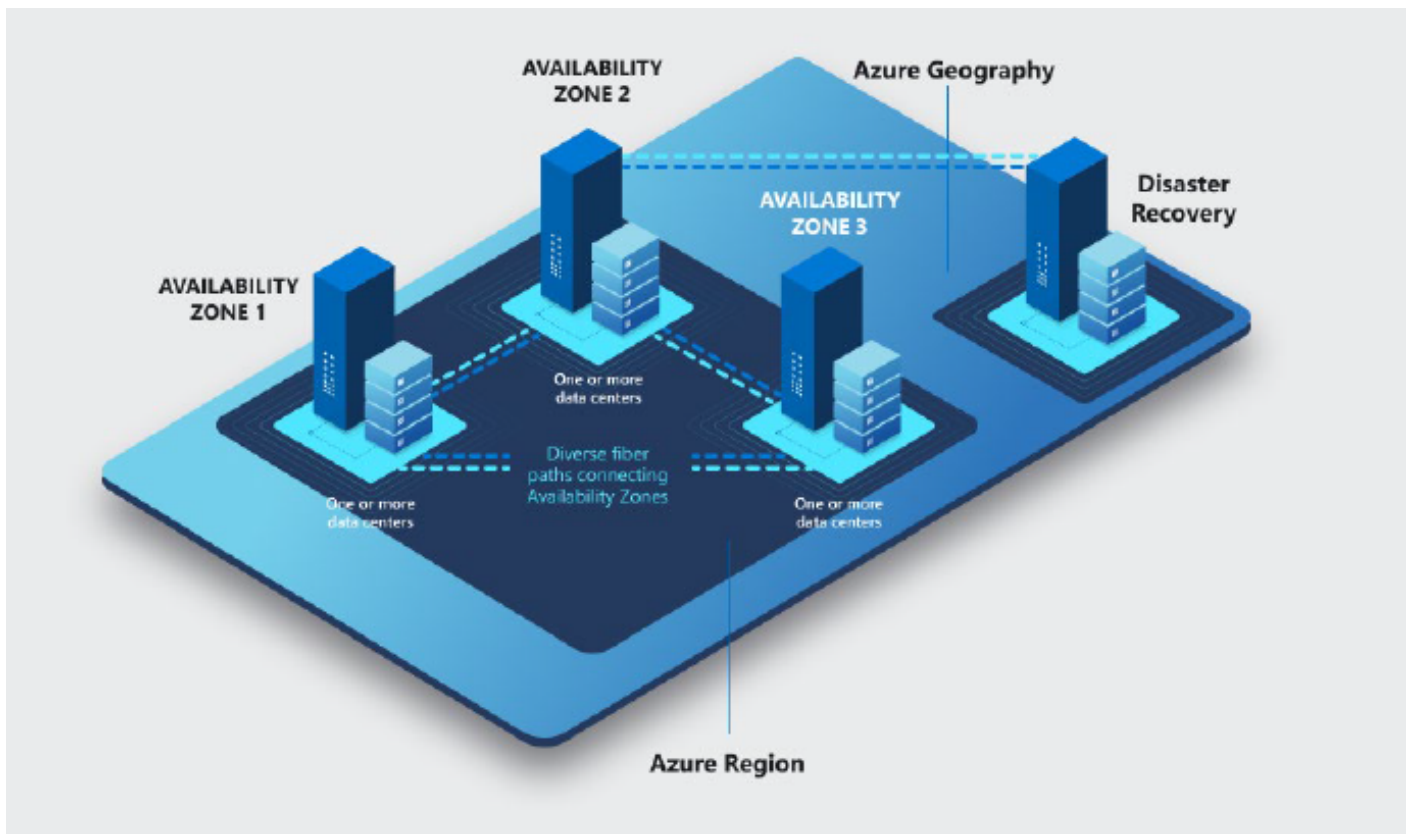 AVAILABILITY
ZONE 2
Azure Geography
Disaster
Recovery
AVAILABILITY
ZONE 3
AVAILABILITY
ZONE 1
One or more
data centers
Diverse fiber
paths connecting
Availability Zones
One or more
data centers
One or more
data centers
Azure Region